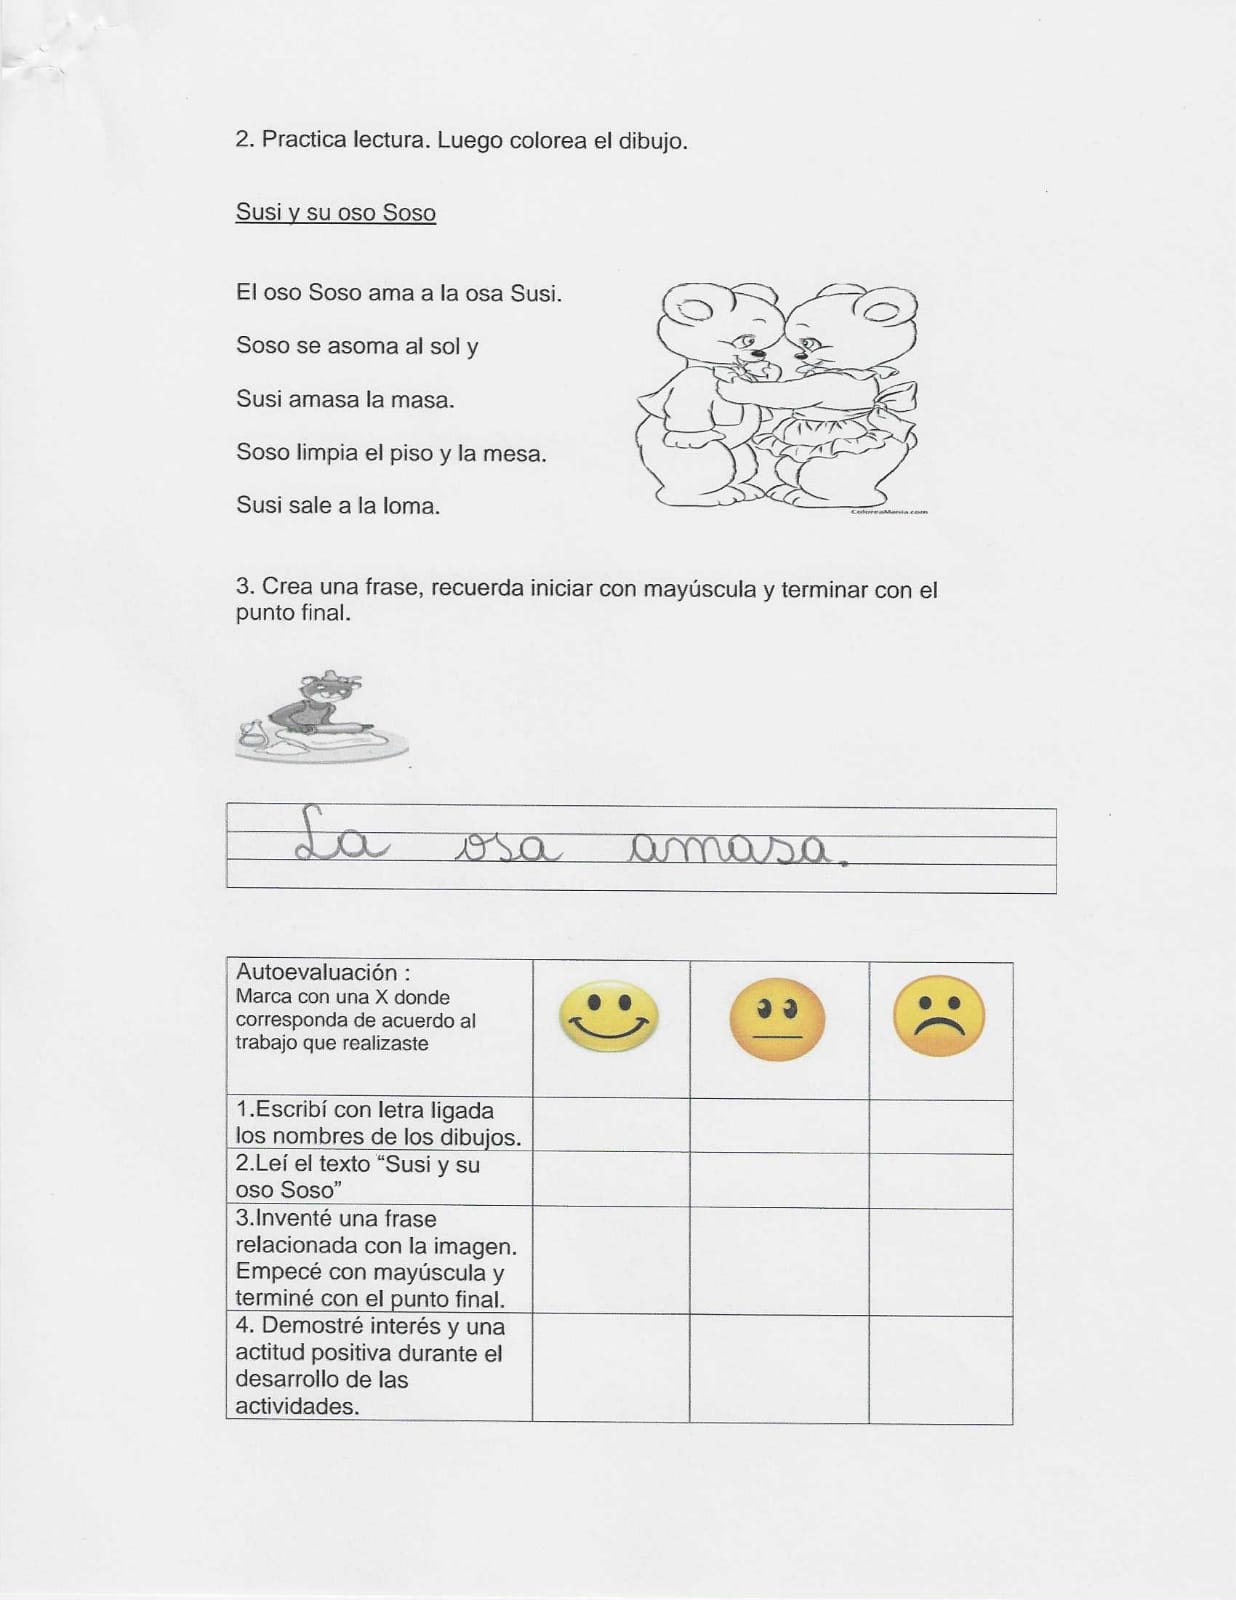 2. Practica lectura. Luego colorea el dibujo.
Susi y su oso Soso
El oso Soso ama a la osa Susi.
Soso se asoma al sol y
Susi amasa la masa.
Soso limpia el piso y la mesa.
Susi sale a la loma.
ColoreaMania.com
3. Crea una frase, recuerda iniciar con mayúscula y terminar con el
punto final.
La osa amasa.
Autoevaluación :
Marca con una X donde
corresponda de acuerdo al
trabajo que realizaste
1.Escribí con letra ligada
los nombres de los dibujos.
2.Leí el texto “Susi y su
oso Soso”
3.Inventé una frase
relacionada con la imagen.
Empecé con mayúscula y
terminé con el punto final.
4. Demostré interés y una
actitud positiva durante el
desarrollo de las
actividades.